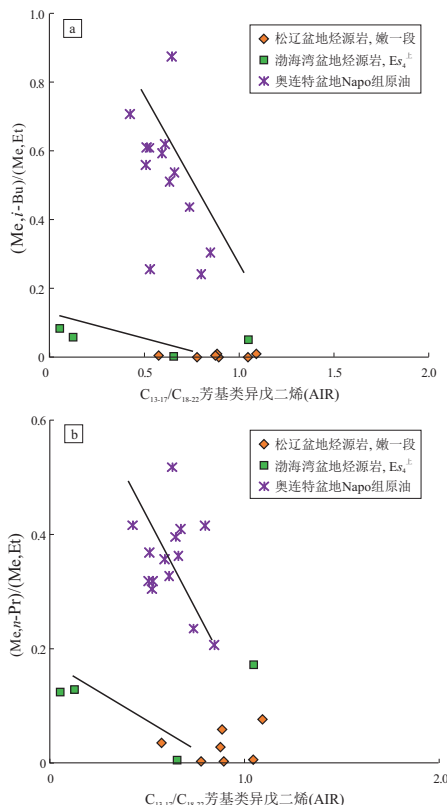 a
松辽盆地烃源岩, 嫩一段
渤海湾盆地烃源岩, Es₄上
奥连特盆地Napo组原油
(Me,i-Bu)/(Me,Et)
1.0
0.8
0.6
0.4
0.2
0
0
0.5
1.0
1.5
2.0
C₁₃₋₁₇/C₁₈₋₂₂芳基类异戊二烯(AIR)
b
松辽盆地烃源岩, 嫩一段
渤海湾盆地烃源岩, Es₄上
奥连特盆地Napo组原油
(Me,n-Pr)/(Me,Et)
0.6
0.4
0.2
0
0
1.0
2.0
C₁₃₋₁₇/C₁₈₋₂₂芳基类异戊二烯(AIR)